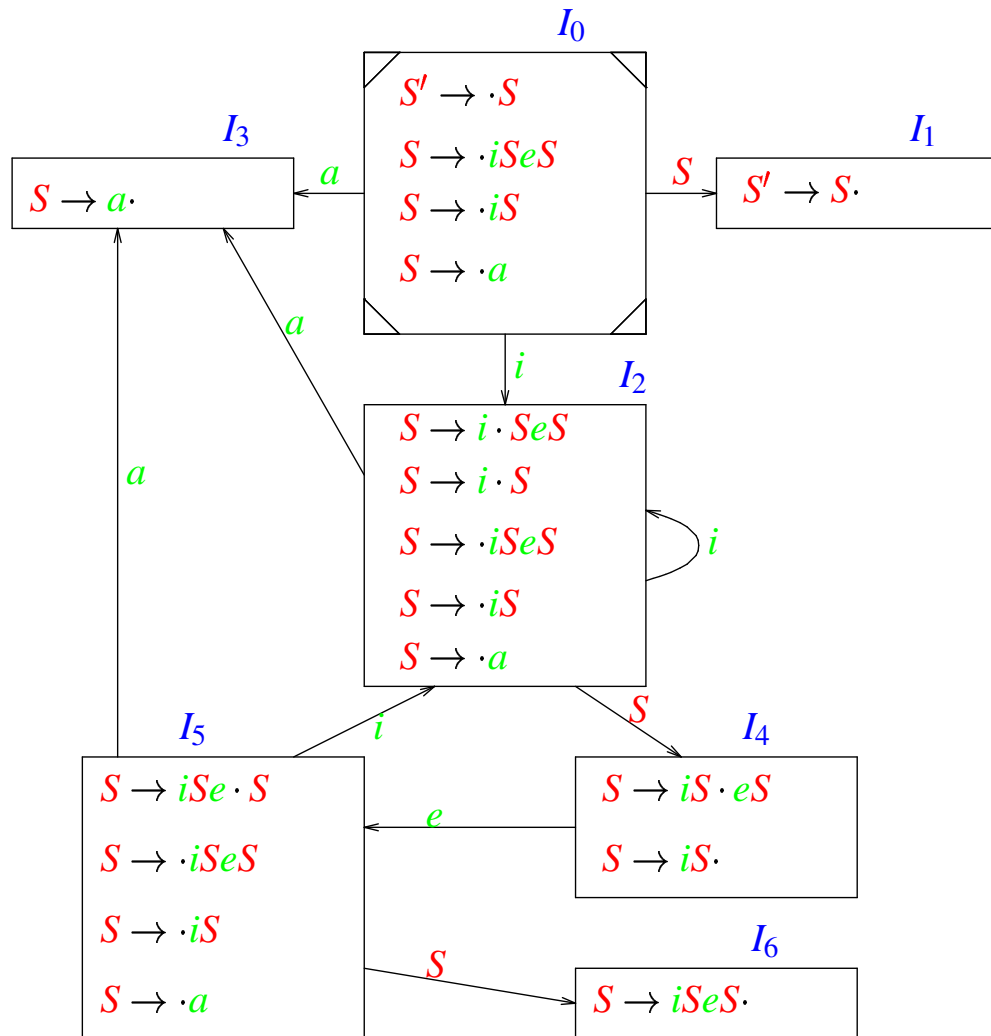 I₀
S′ → ·S
S → ·iSeS
S → ·iS
S → ·a
I₃
S → a·
a
S
I₁
S′ → S·
a
i
I₂
S → i · SeS
S → i · S
S → ·iSeS
S → ·iS
S → ·a
i
a
S
i
I₅
S → iSe · S
S → ·iSeS
S → ·iS
S → ·a
e
I₄
S → iS · eS
S → iS·
S
I₆
S → iSeS·